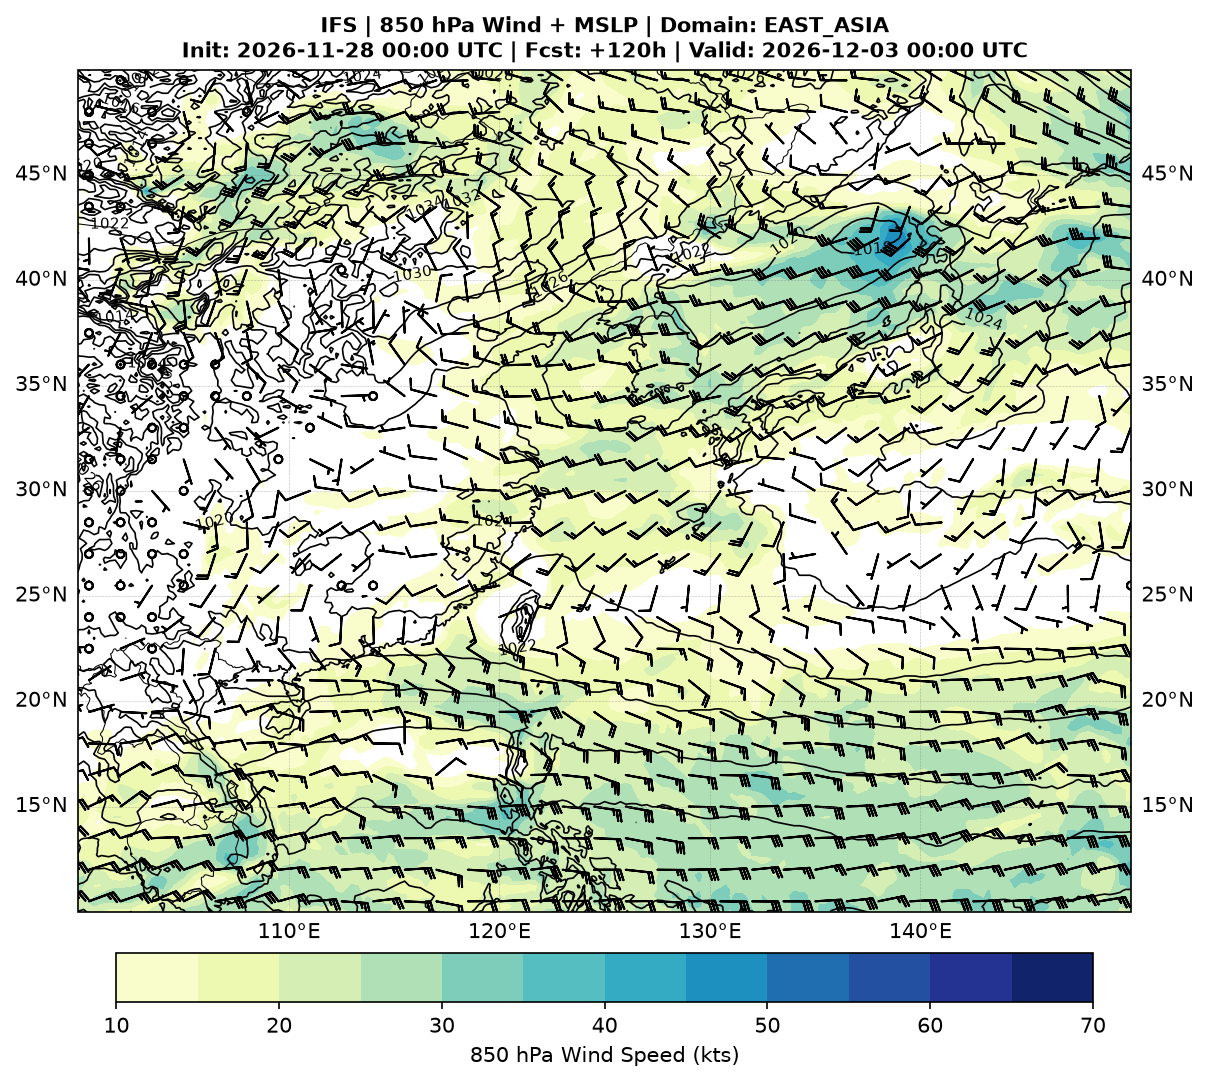 IFS | 850 hPa Wind + MSLP | Domain: EAST_ASIA
Init: 2026-11-28 00:00 UTC | Fcst: +120h | Valid: 2026-12-03 00:00 UTC
1024
45°N 45°N
1034 1032
1022
1020
1022
1030
1026
40°N 40°N
1014
1024
35°N 35°N
30°N 30°N
1020
25°N 25°N
1022
20°N 20°N
15°N 15°N
110°E 120°E 130°E 140°E
10 20 30 40 50 60 70
850 hPa Wind Speed (kts)